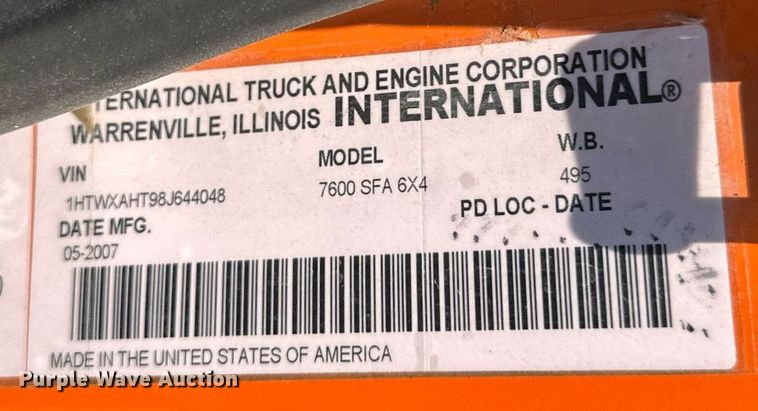 TERNATIONAL TRUCK AND ENGINE CORPORATION
WARRENVILLE, ILLINOIS INTERNATIONAL®
VIN MODEL W.B.
1HTWXAHT98J644048 7600 SFA 6X4 495
DATE MFG. PD LOC - DATE
05-2007
MADE IN THE UNITED STATES OF AMERICA
Purple Wave Auction